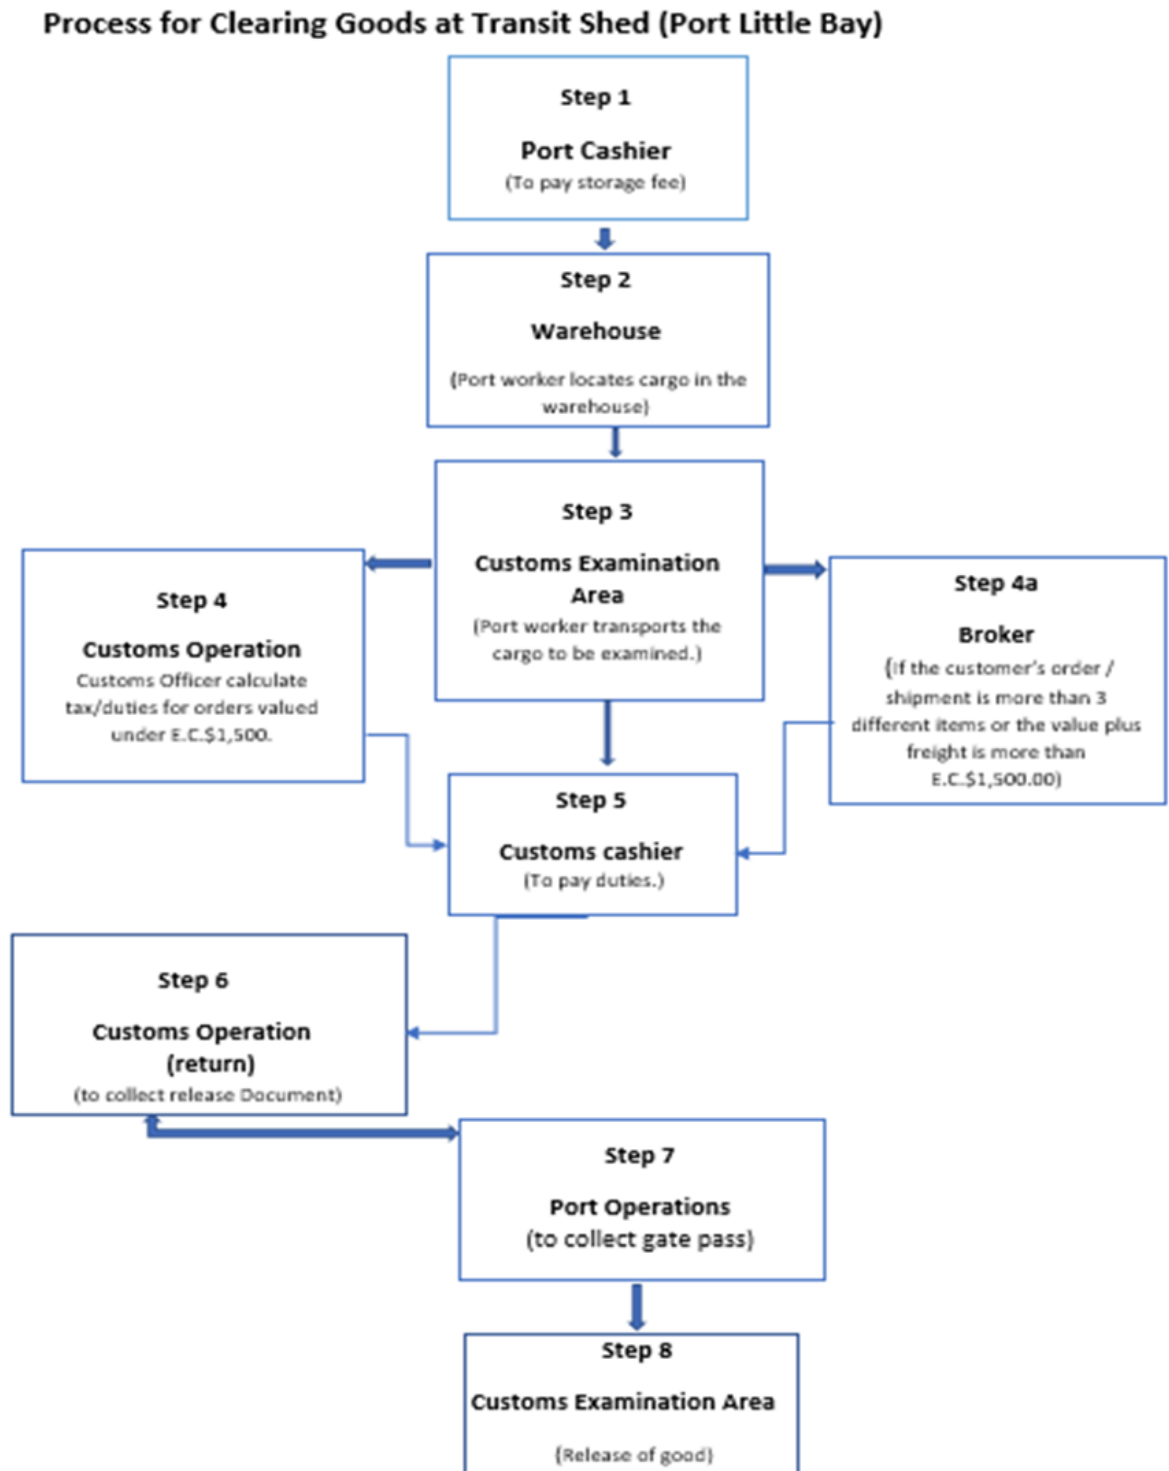 Process for Clearing Goods at Transit Shed (Port Little Bay)
Step 1
Port Cashier
(To pay storage fee)
Step 2
Warehouse
(Port worker locates cargo in the
warehouse)
Step 3
Customs Examination
Area
(Port worker transports the
cargo to be examined.)
Step 4
Customs Operation
Customs Officer calculate
tax/duties for orders valued
under E.C.$1,500.
Step 4a
Broker
(If the customer's order /
shipment is more than 3
different items or the value plus
freight is more than
E.C.$1,500.00)
Step 5
Customs cashier
(To pay duties.)
Step 6
Customs Operation
(return)
(to collect release Document)
Step 7
Port Operations
(to collect gate pass)
Step 8
Customs Examination Area
(Release of good)